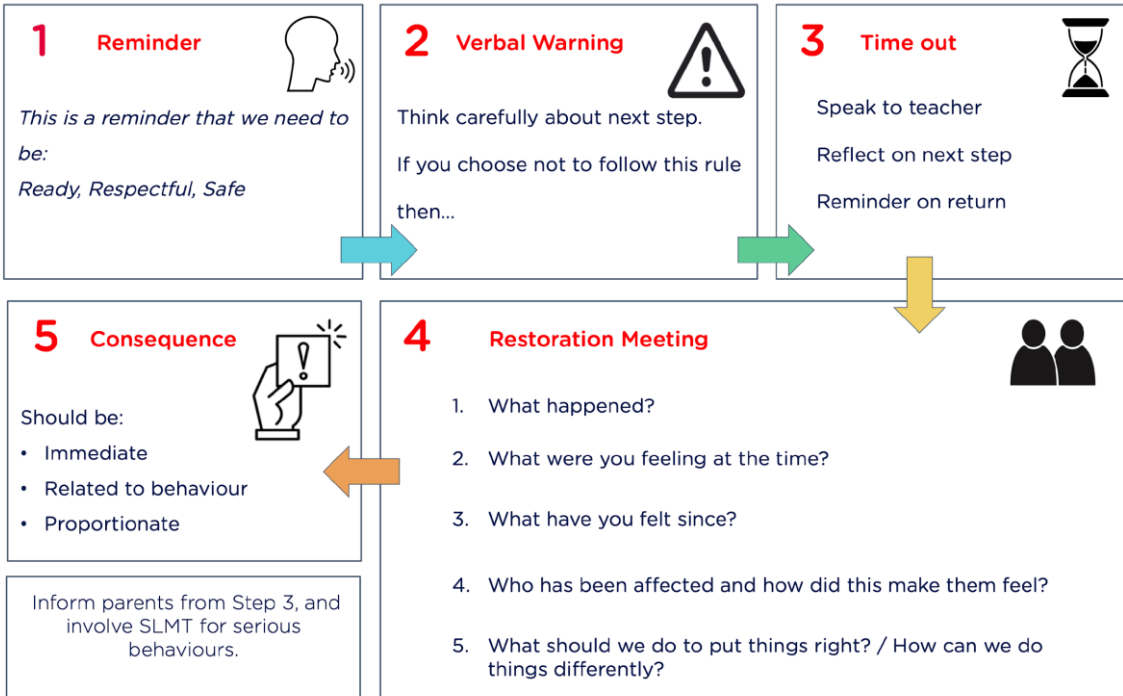 1 Reminder
This is a reminder that we need to
be:
Ready, Respectful, Safe
2 Verbal Warning
Think carefully about next step.
If you choose not to follow this rule
then...
3 Time out
Speak to teacher
Reflect on next step
Reminder on return
4 Restoration Meeting
1. What happened?
2. What were you feeling at the time?
3. What have you felt since?
4. Who has been affected and how did this make them feel?
5. What should we do to put things right? / How can we do
things differently?
5 Consequence
Should be:
• Immediate
• Related to behaviour
• Proportionate
Inform parents from Step 3, and
involve SLMT for serious
behaviours.